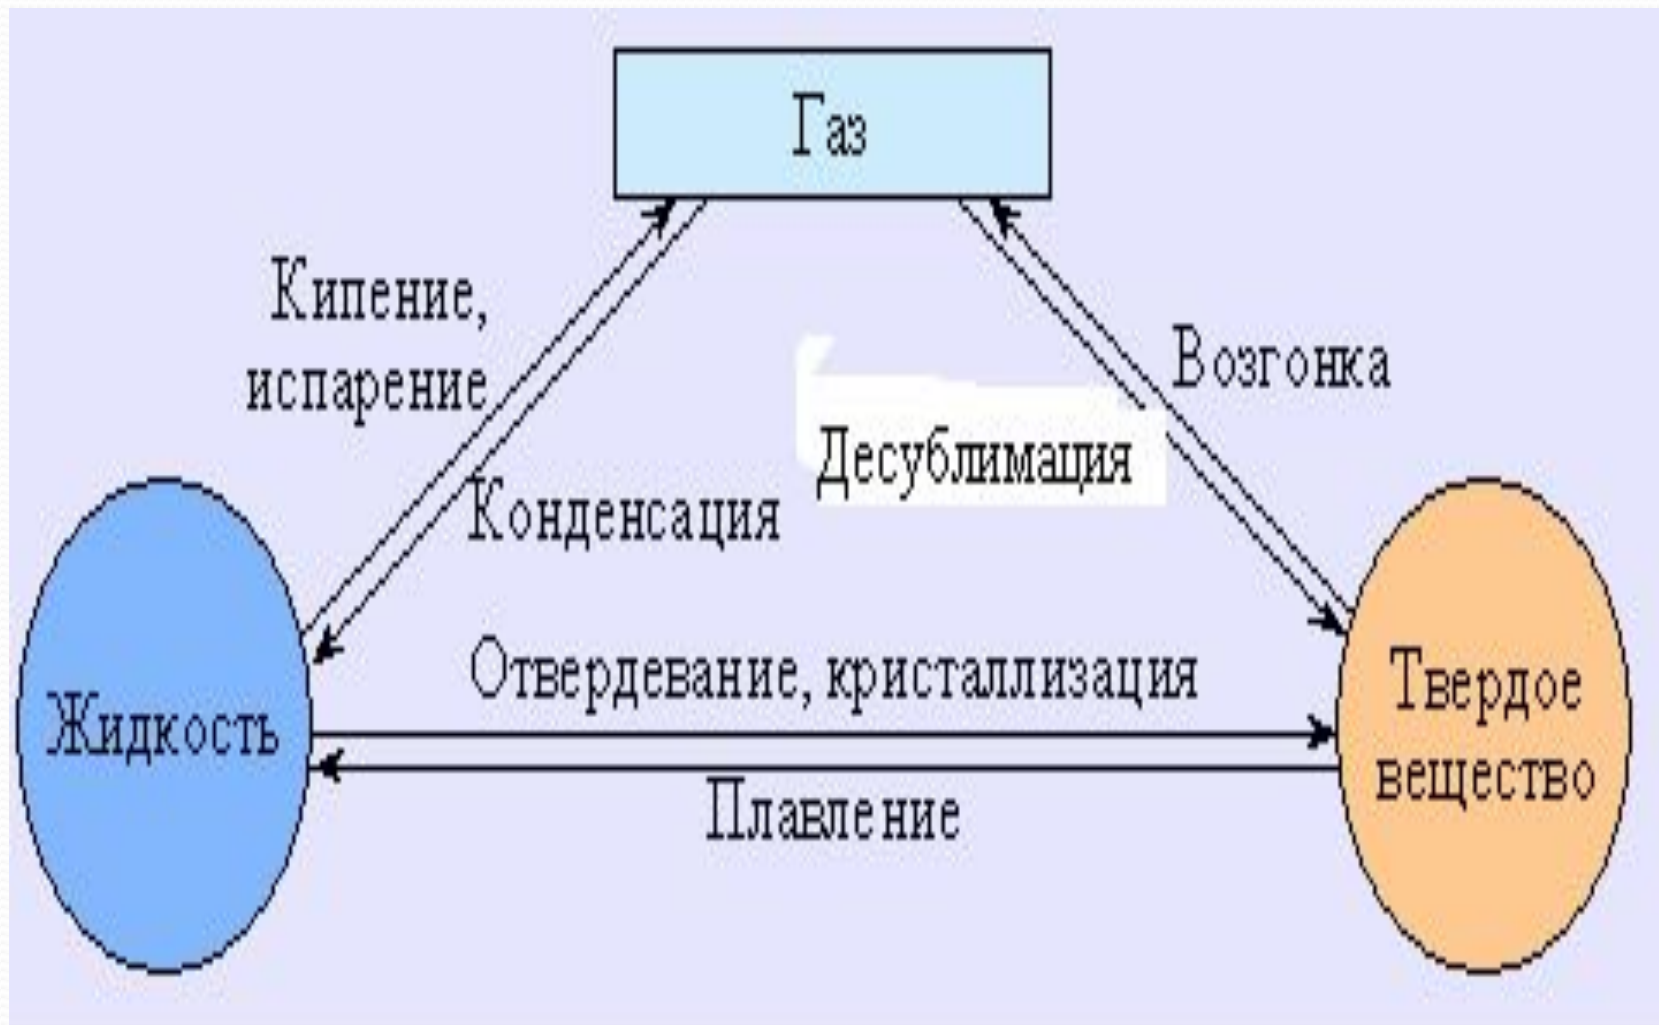 Газ
Кипение,
испарение
Возгонка
Десублимация
Конденсация
Отвердевание, кристаллизация
Жидкость
Твердое
вещество
Плавление